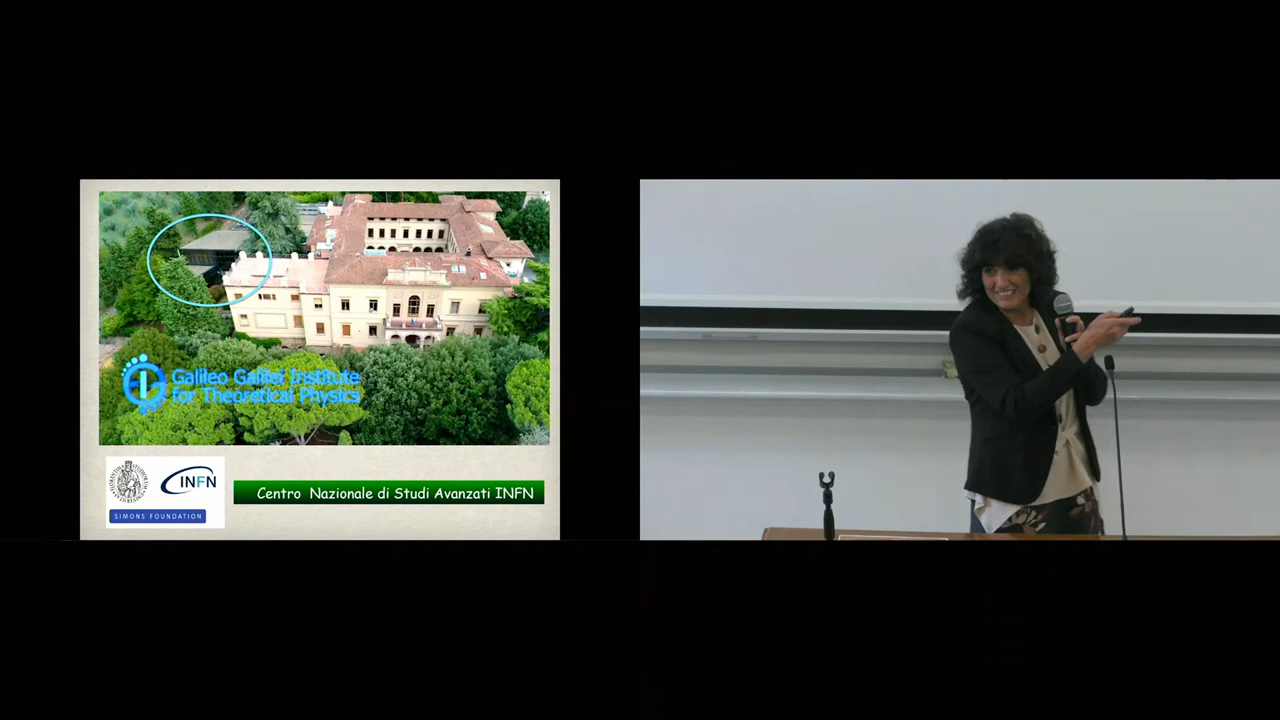 Galileo Galilei Institute
for Theoretical Physics
INFN
SIMONS FOUNDATION
Centro Nazionale di Studi Avanzati INFN